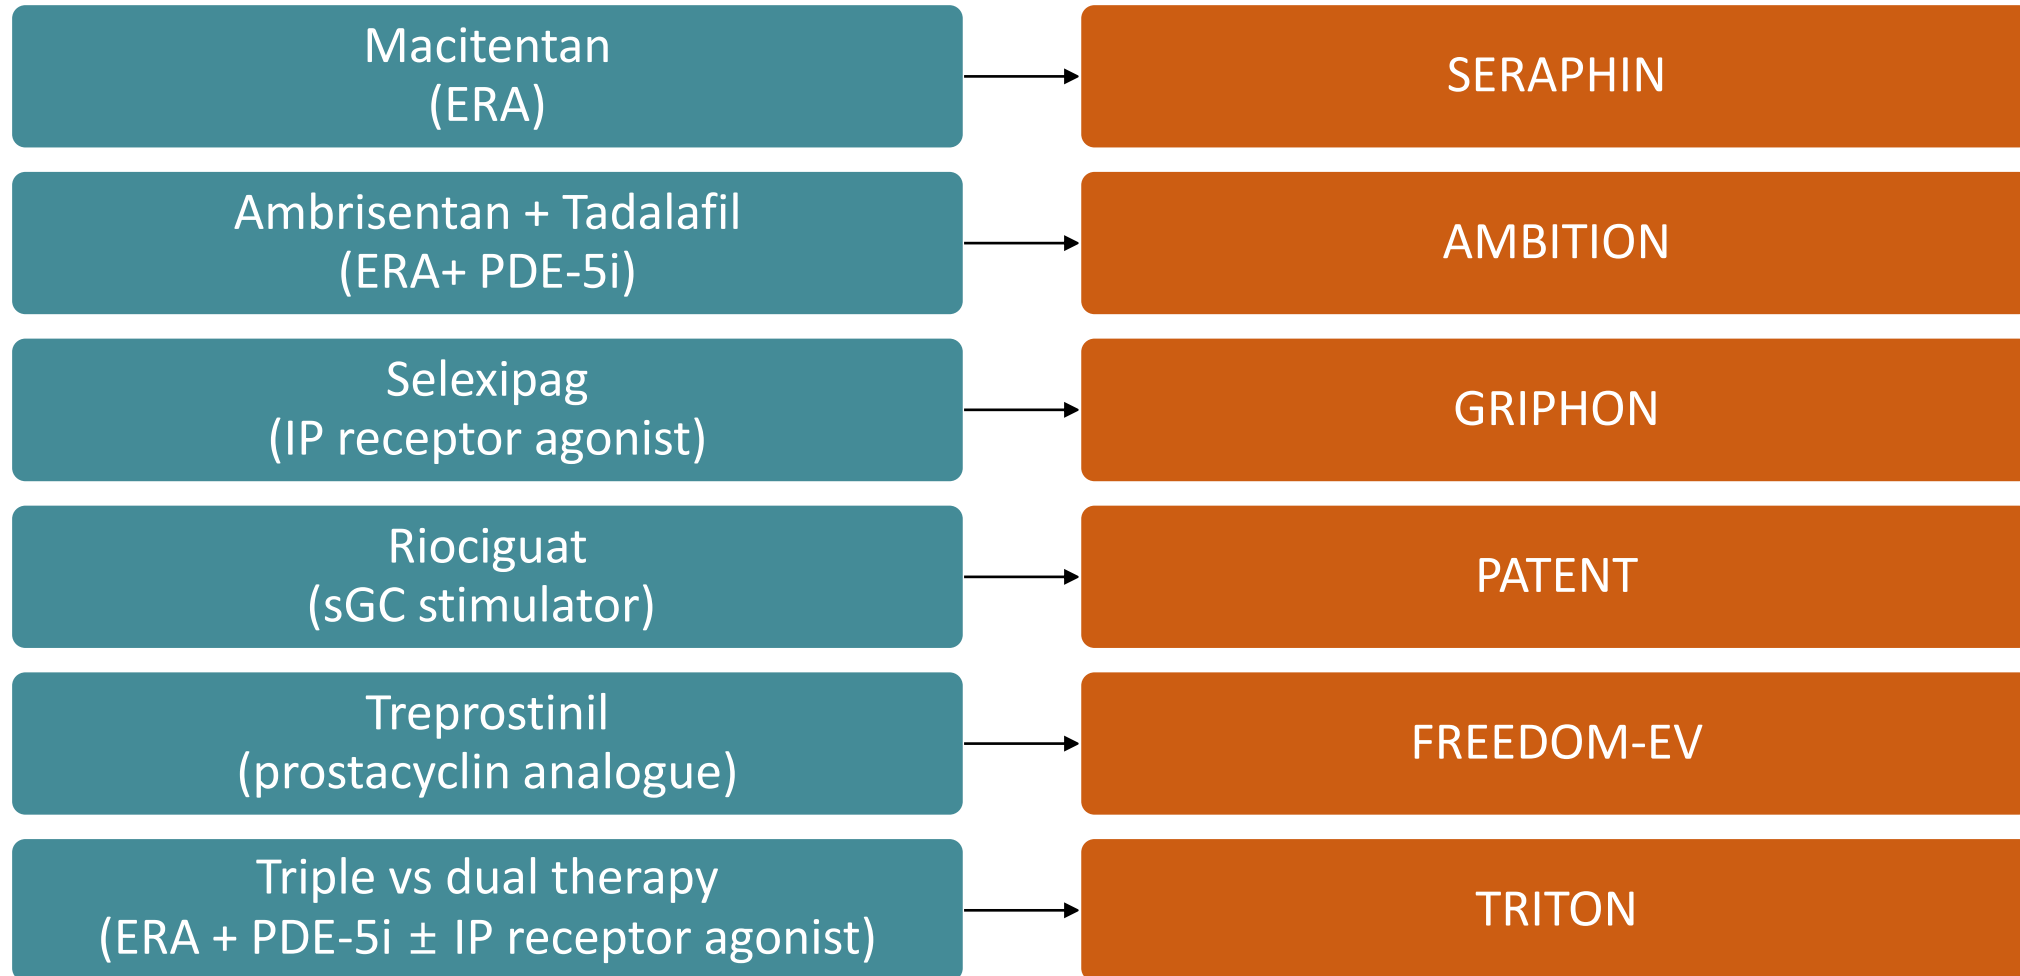 Macitentan
(ERA)
SERAPHIN
Ambrisentan + Tadalafil
(ERA+ PDE-5i)
AMBITION
Selexipag
(IP receptor agonist)
GRIPHON
Riociguat
(sGC stimulator)
PATENT
Treprostinil
(prostacyclin analogue)
FREEDOM-EV
Triple vs dual therapy
(ERA + PDE-5i ± IP receptor agonist)
TRITON